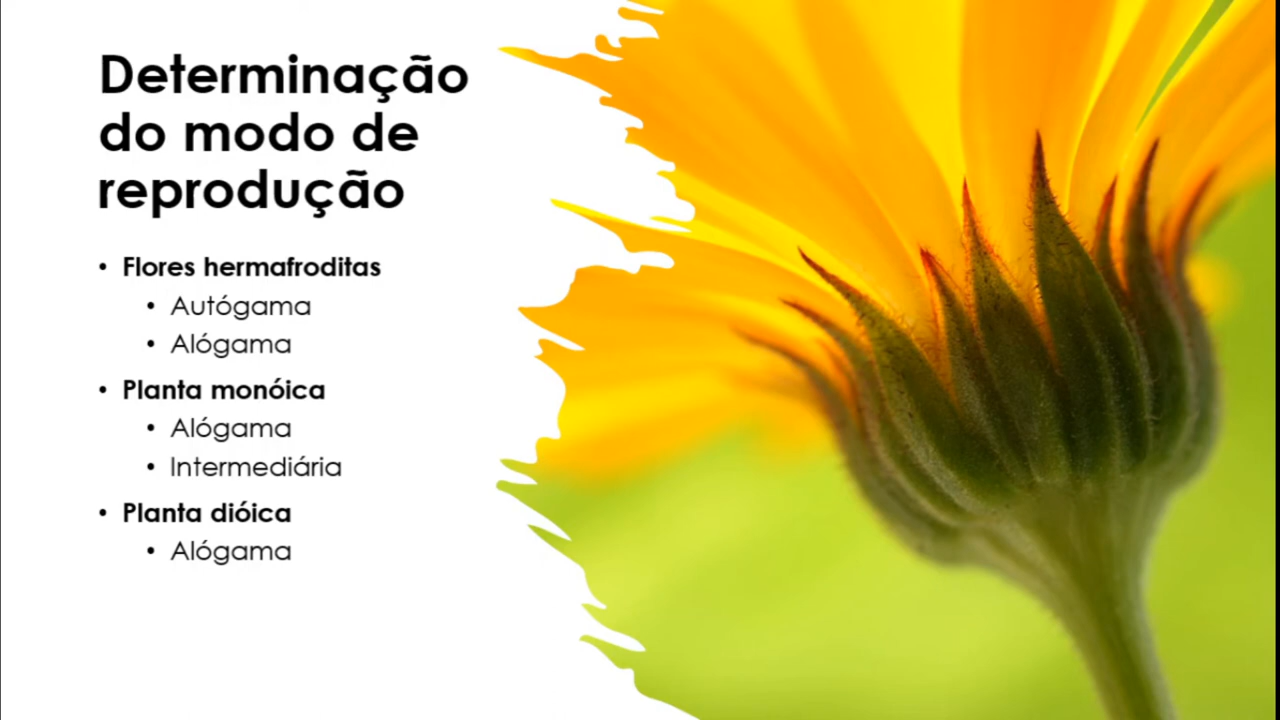 Determinação
do modo de
reprodução
• Flores hermafroditas
• Autógama
• Alógama
• Planta monóica
• Alógama
• Intermediária
• Planta dióica
• Alógama